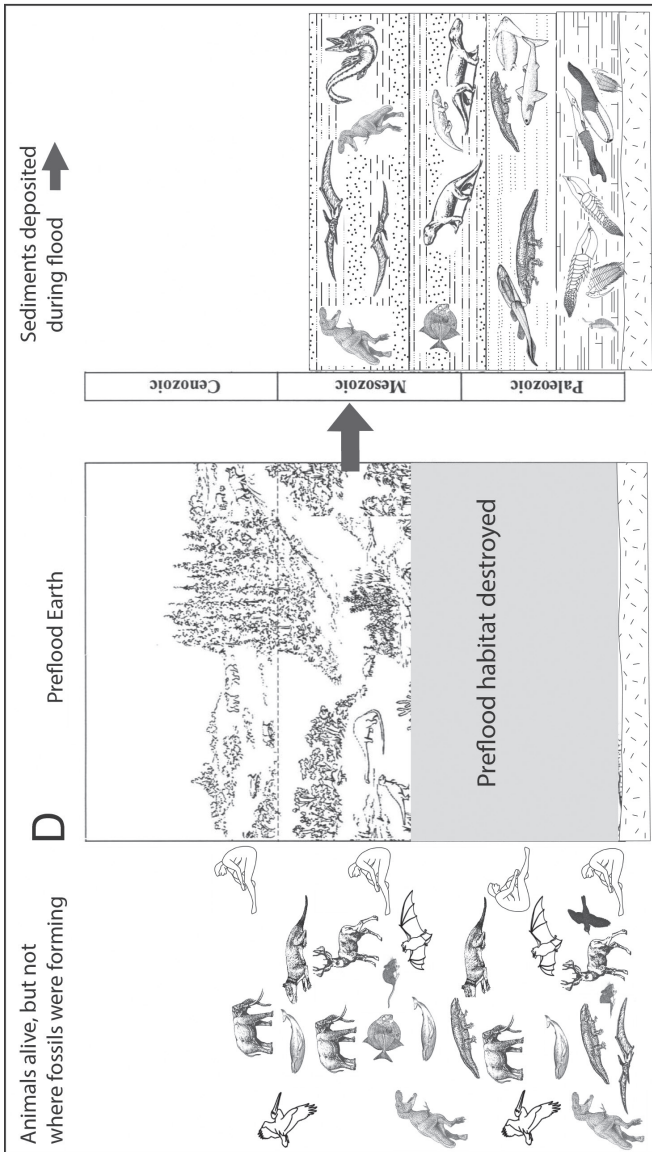 Animals alive, but not
where fossils were forming
D
Preflood Earth
Sediments deposited
during flood
Preflood habitat destroyed
Cenozoic
Mesozoic
Paleozoic